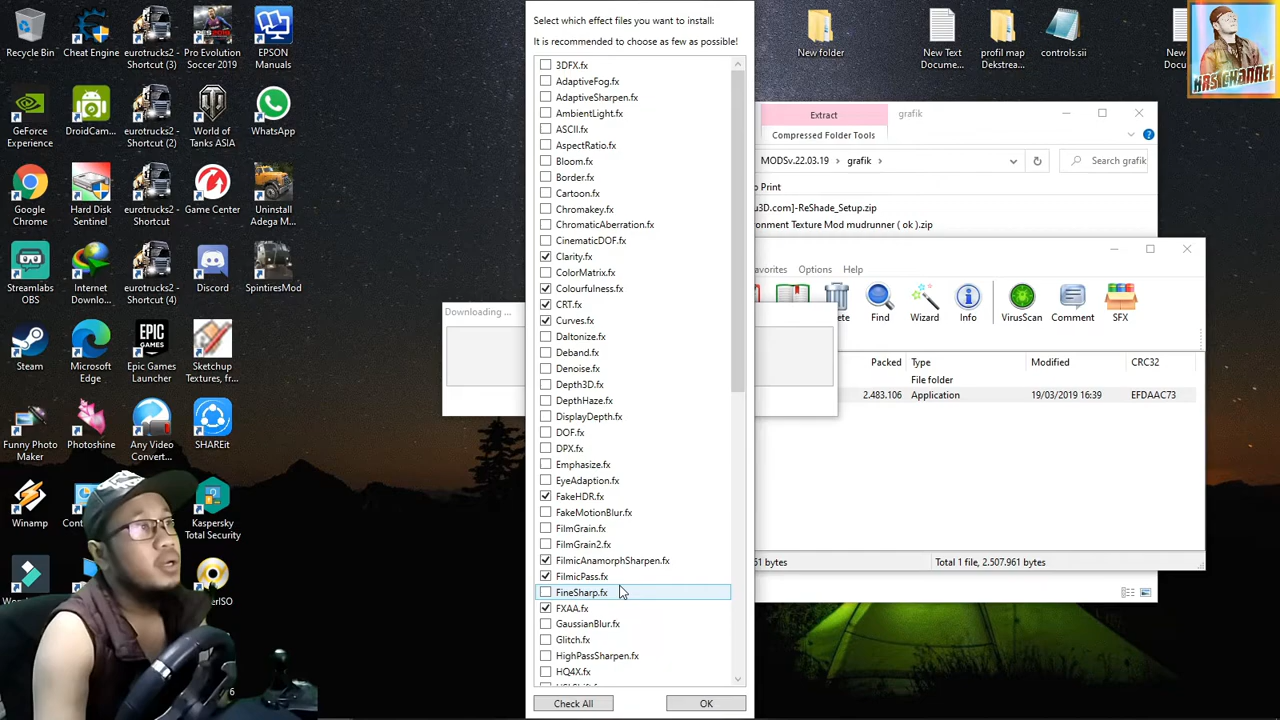 Recycle Bin
Cheat Engine
eurotrucks2 -
Shortcut (3)
Pro Evolution
Soccer 2019
EPSON
Manuals
GeForce
Experience
DroidCam...
eurotrucks2 -
Shortcut (2)
World of
Tanks ASIA
WhatsApp
Google
Chrome
Hard Disk
Sentinel
eurotrucks2 -
Shortcut
Game Center
Uninstall
Adega M...
Streamlabs
OBS
Internet
Downlo...
eurotrucks2 -
Shortcut (4)
Discord
SpintiresMod
Steam
Microsoft
Edge
Epic Games
Launcher
Sketchup
Textures, fr...
Funny Photo
Maker
Photoshine
Any Video
Convert...
SHAREit
Winamp
Kaspersky
Total Security
Select which effect files you want to install:
It is recommended to choose as few as possible!
3DFX.fx
AdaptiveFog.fx
AdaptiveSharpen.fx
AmbientLight.fx
ASCII.fx
AspectRatio.fx
Bloom.fx
Border.fx
Cartoon.fx
Chromakey.fx
ChromaticAberration.fx
CinematicDOF.fx
Clarity.fx
ColorMatrix.fx
Colourfulness.fx
CRT.fx
Curves.fx
Daltonize.fx
Deband.fx
Denoise.fx
Depth3D.fx
DepthHaze.fx
DisplayDepth.fx
DOF.fx
DPX.fx
Emphasize.fx
EyeAdaption.fx
FakeHDR.fx
FakeMotionBlur.fx
FilmGrain.fx
FilmGrain2.fx
FilmicAnamorphSharpen.fx
FilmicPass.fx
FineSharp.fx
FXAA.fx
GaussianBlur.fx
Glitch.fx
HighPassSharpen.fx
HQ4X.fx
Check All
OK
Downloading ...
New folder
New Text
Docume...
profil map
Dekstrea...
controls.sii
HRS CHANNEL
Extract
grafik
Compressed Folder Tools
MODSv.22.03.19
grafik
Search grafik
Print
u3D.com]-ReShade_Setup.zip
onment Texture Mod mudrunner ( ok ).zip
avorites
Options
Help
Find
Wizard
Info
VirusScan
Comment
SFX
Packed
Type
Modified
CRC32
File folder
2.483.106
Application
19/03/2019 16:39
EFDAAC73
61 bytes
Total 1 file, 2.507.961 bytes